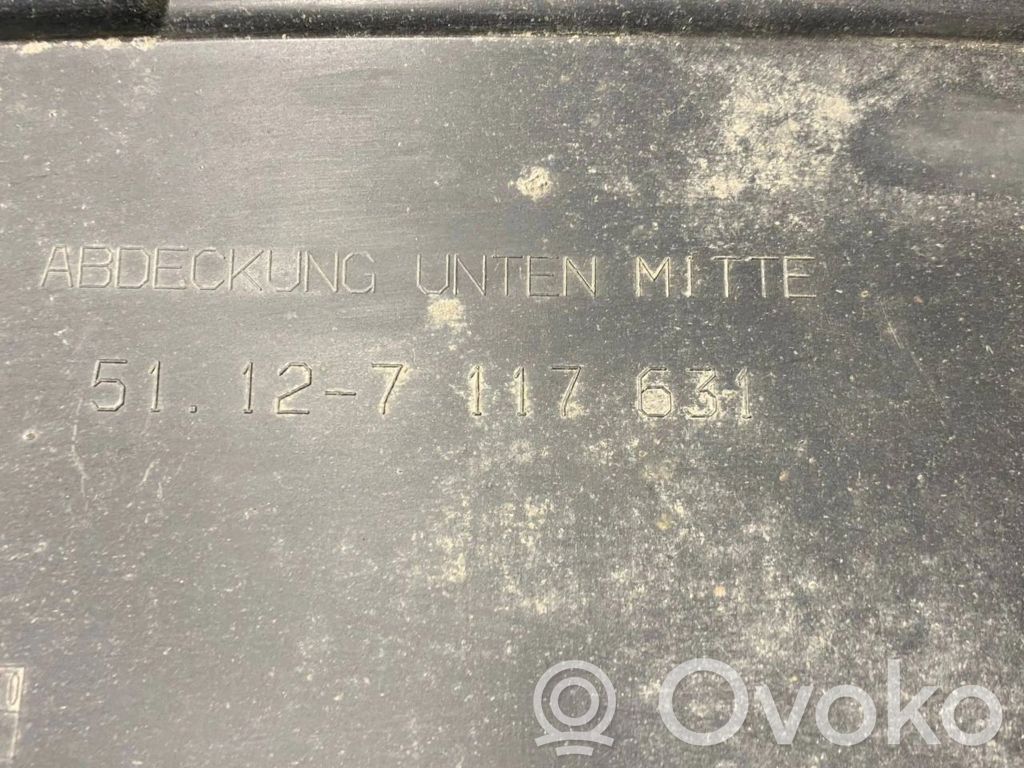 ABDECKUNG UNTEN MITTE
51.12-7 117 631
® Ovoko